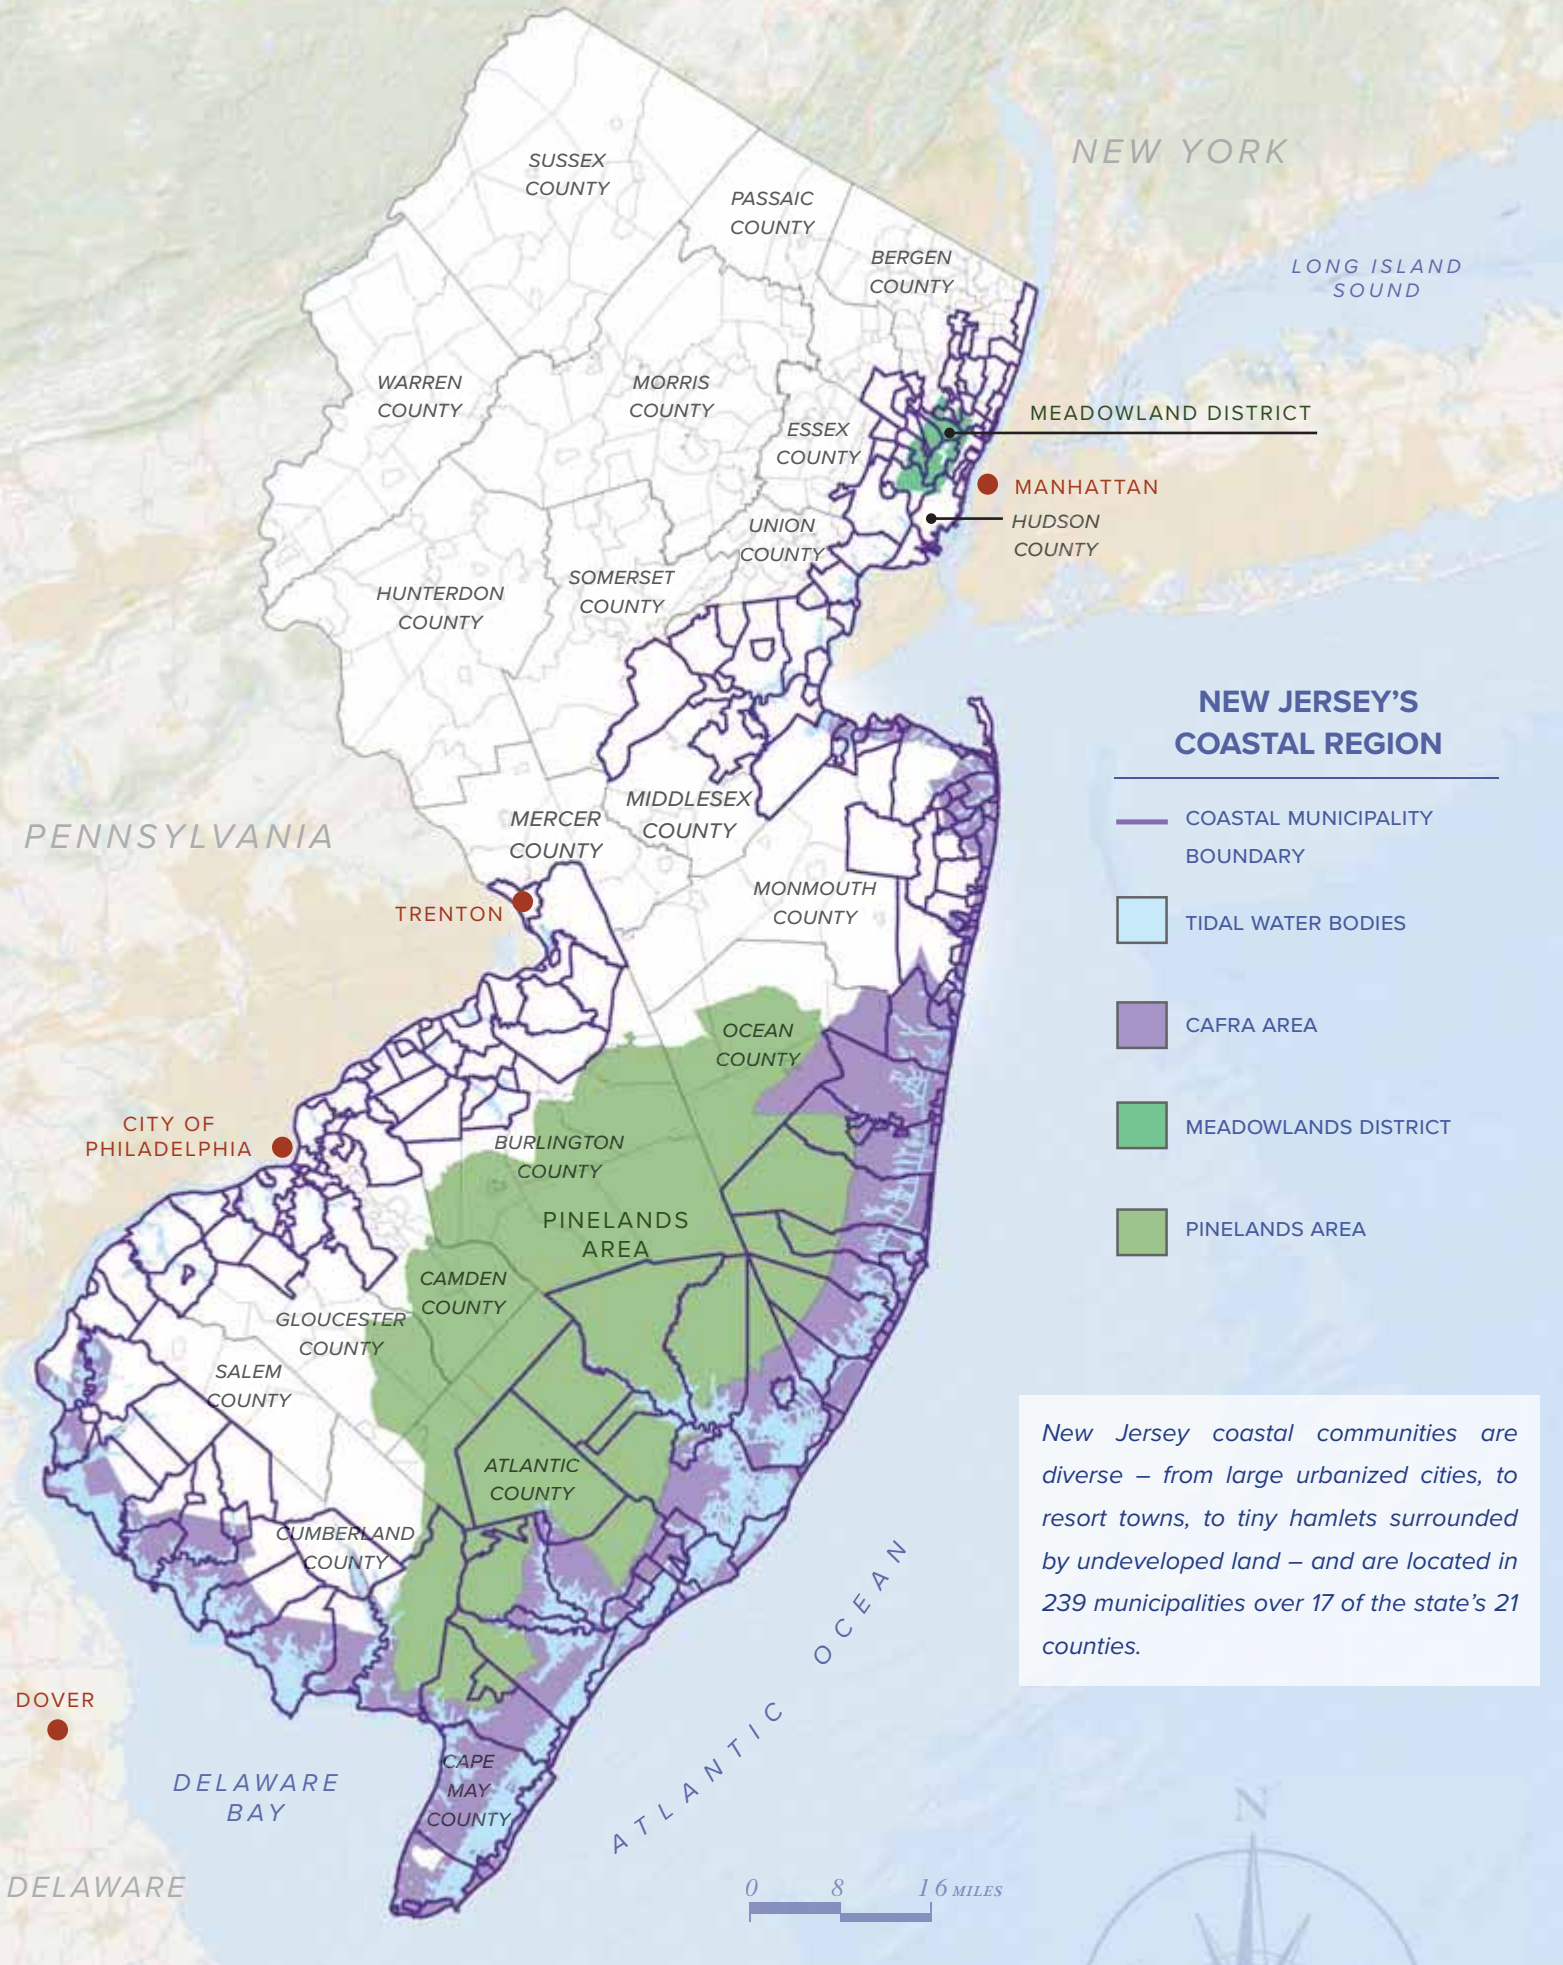 SUSSEX
COUNTY
NEW YORK
PASSAIC
COUNTY
BERGEN
COUNTY
LONG ISLAND
SOUND
WARREN
COUNTY
MORRIS
COUNTY
ESSEX
COUNTY
MEADOWLAND DISTRICT
MANHATTAN
HUDSON
COUNTY
UNION
COUNTY
SOMERSET
COUNTY
HUNTERDON
COUNTY
NEW JERSEY'S
COASTAL REGION
COASTAL MUNICIPALITY
BOUNDARY
TIDAL WATER BODIES
CAFRA AREA
MEADOWLANDS DISTRICT
PINELANDS AREA
PENNSYLVANIA
MERCER
COUNTY
MIDDLESEX
COUNTY
MONMOUTH
COUNTY
TRENTON
OCEAN
COUNTY
CITY OF
PHILADELPHIA
BURLINGTON
COUNTY
PINELANDS
AREA
CAMDEN
COUNTY
GLOUCESTER
COUNTY
SALEM
COUNTY
ATLANTIC
COUNTY
CUMBERLAND
COUNTY
New Jersey coastal communities are
diverse – from large urbanized cities, to
resort towns, to tiny hamlets surrounded
by undeveloped land – and are located in
239 municipalities over 17 of the state's 21
counties.
ATLANTIC OCEAN
DOVER
DELAWARE
BAY
CAPE
MAY
COUNTY
DELAWARE
0 8 16 MILES
N